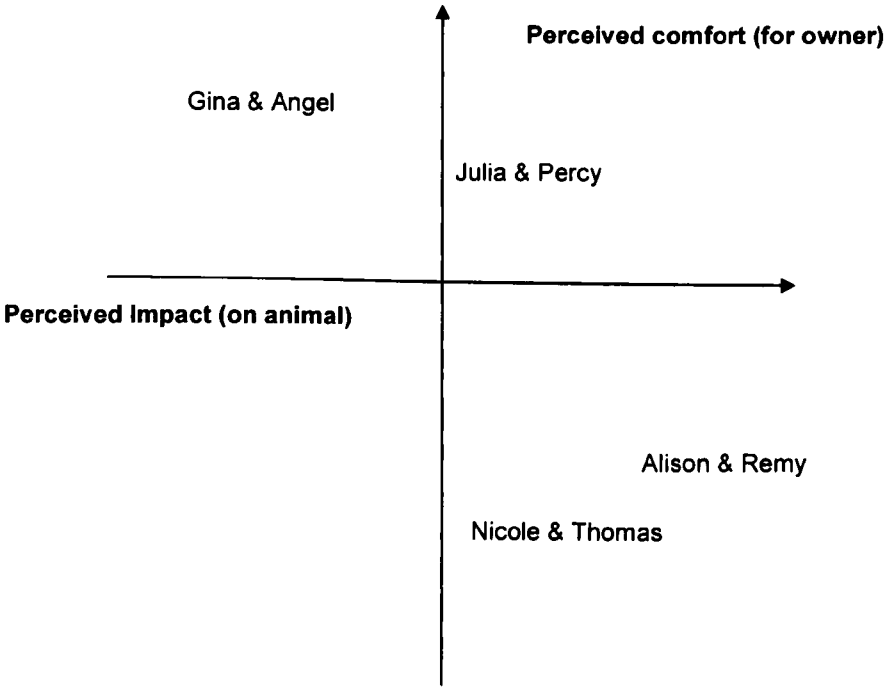 Perceived comfort (for owner)
Gina & Angel
Julia & Percy
Perceived Impact (on animal)
Alison & Remy
Nicole & Thomas